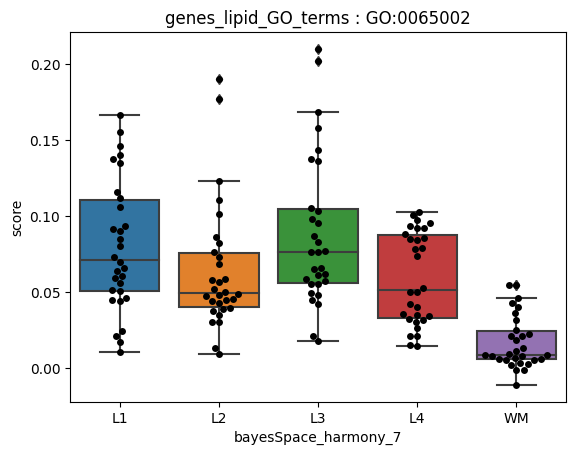 genes_lipid_GO_terms : GO:0065002
0.20
0.15
0.10
0.05
0.00
score
L1 L2 L3 L4 WM
bayesSpace_harmony_7